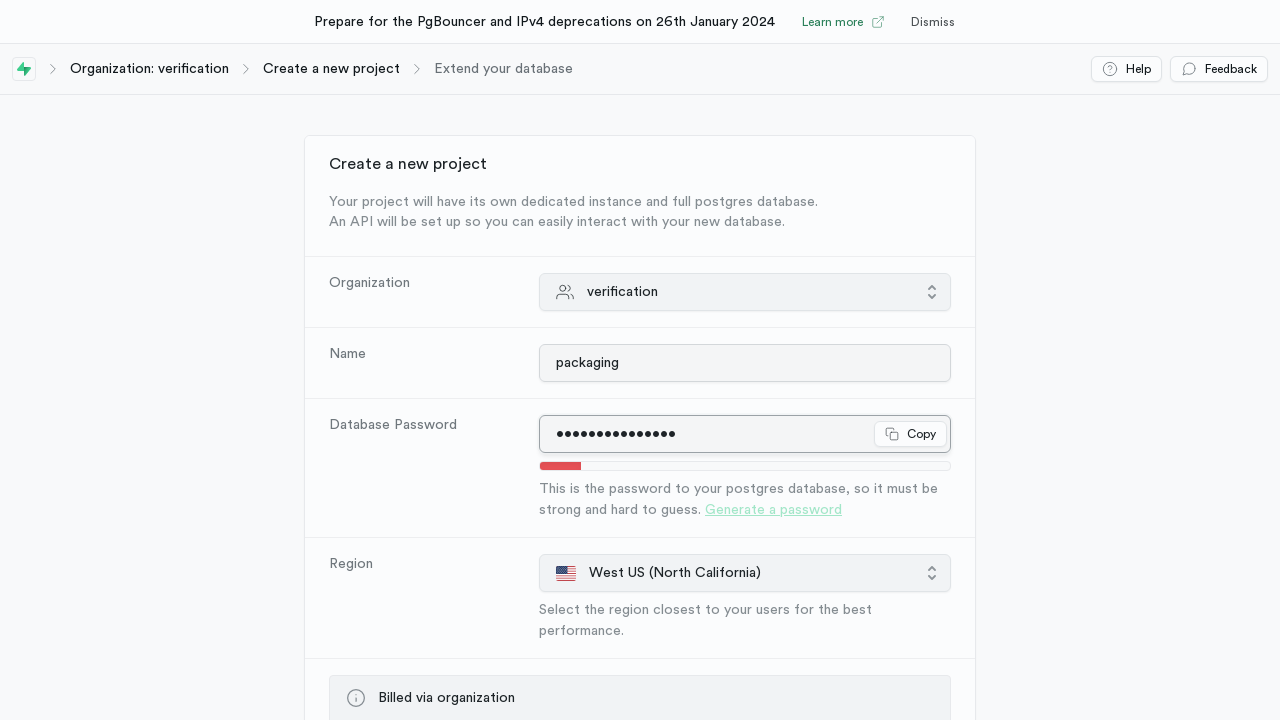 Prepare for the PgBouncer and IPv4 deprecations on 26th January 2024 Learn more Dismiss
Organization: verification Create a new project Extend your database Help Feedback
Create a new project
Your project will have its own dedicated instance and full postgres database.
An API will be set up so you can easily interact with your new database.
Organization verification
Name packaging
Database Password ••••••••••••••• Copy
This is the password to your postgres database, so it must be
strong and hard to guess. Generate a password
Region West US (North California)
Select the region closest to your users for the best
performance.
Billed via organization